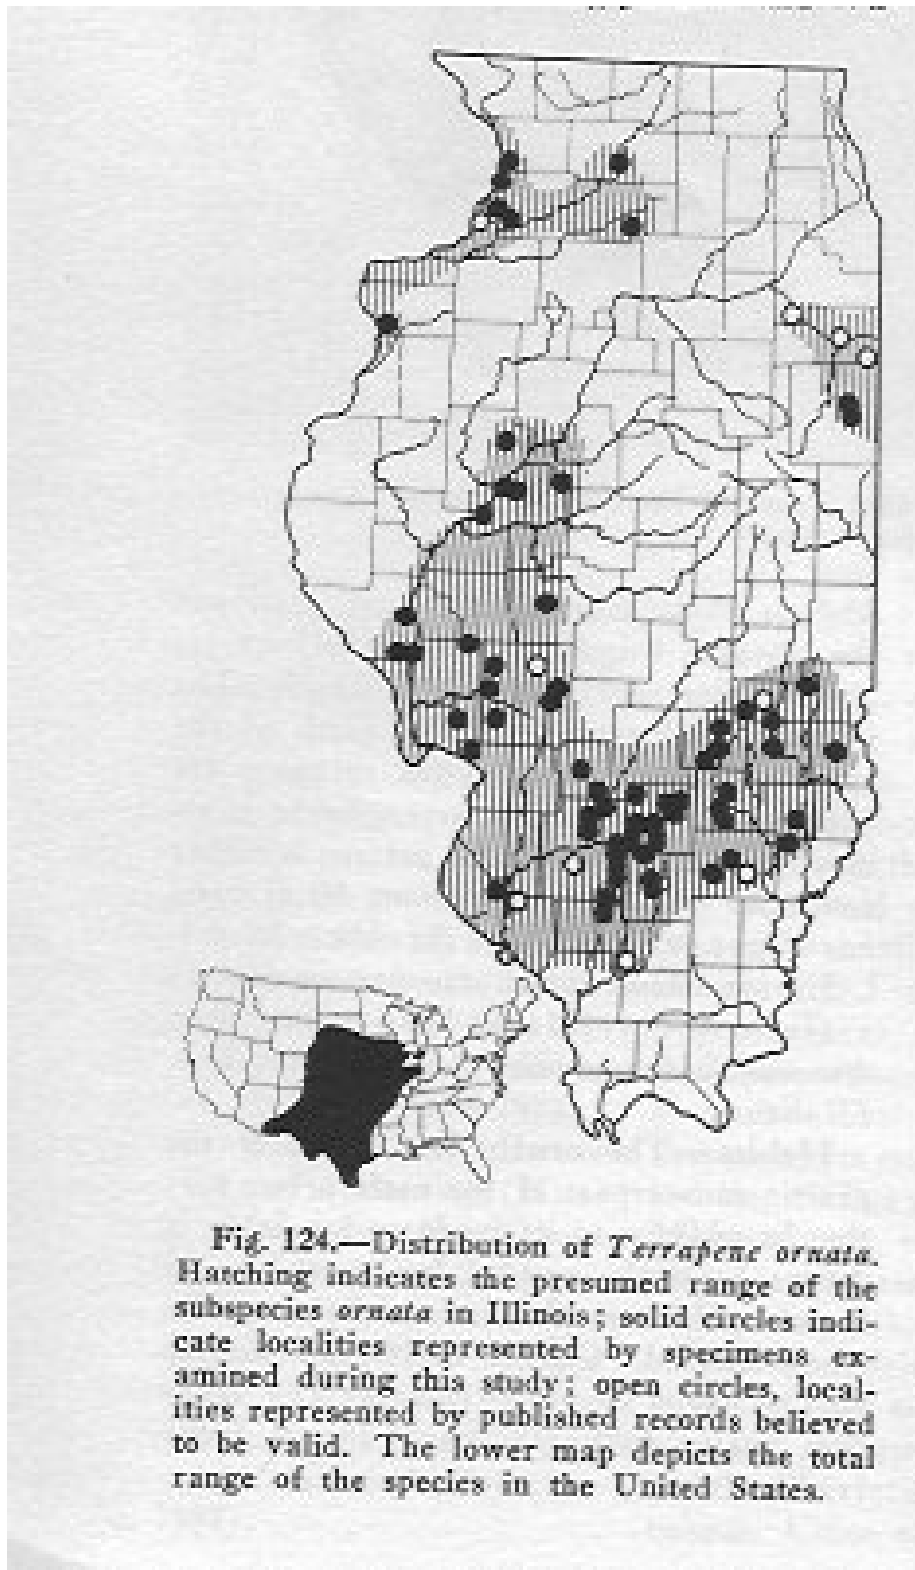 Fig. 124.—Distribution of Terrapene ornata.
Hatching indicates the presumed range of the
subspecies ornata in Illinois; solid circles indi-
cate localities represented by specimens ex-
amined during this study; open circles, local-
ities represented by published records believed
to be valid. The lower map depicts the total
range of the species in the United States.